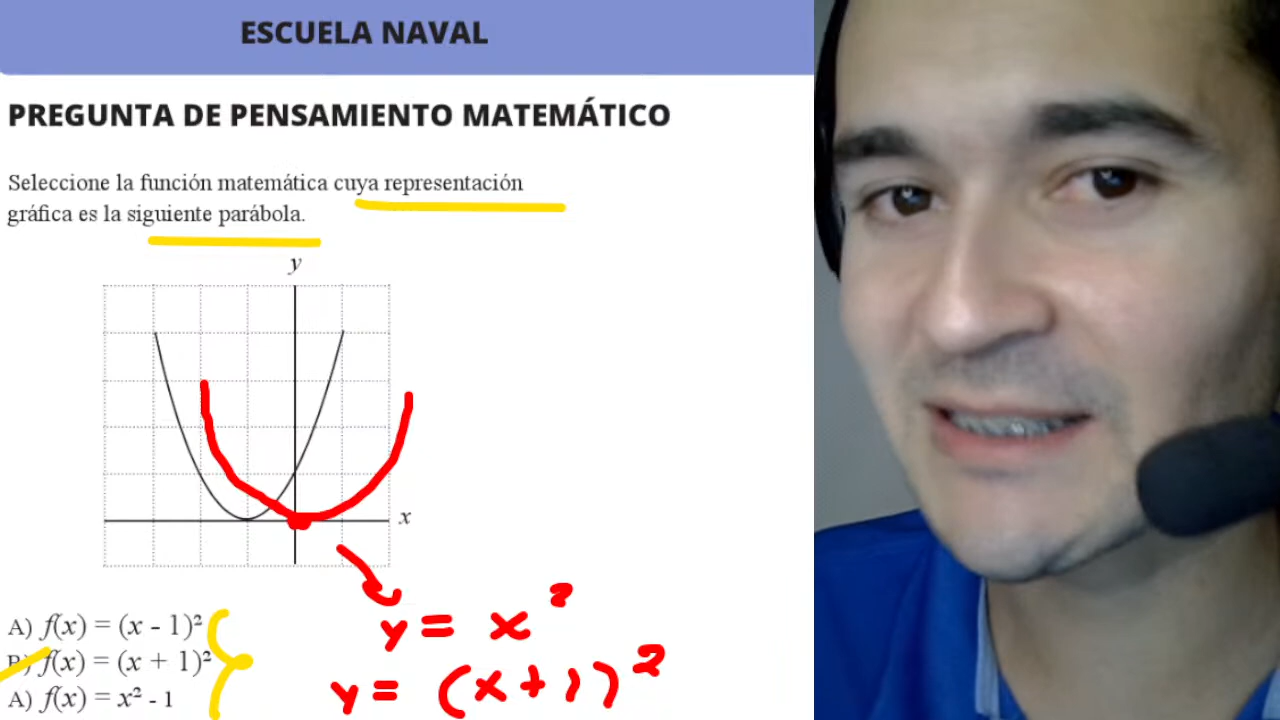 ESCUELA NAVAL
PREGUNTA DE PENSAMIENTO MATEMÁTICO
Seleccione la función matemática cuya representación
gráfica es la siguiente parábola.
y
x
A) f(x) = (x - 1)²
B) f(x) = (x + 1)²
A) f(x) = x² - 1
y = x²
y = (x+1)²